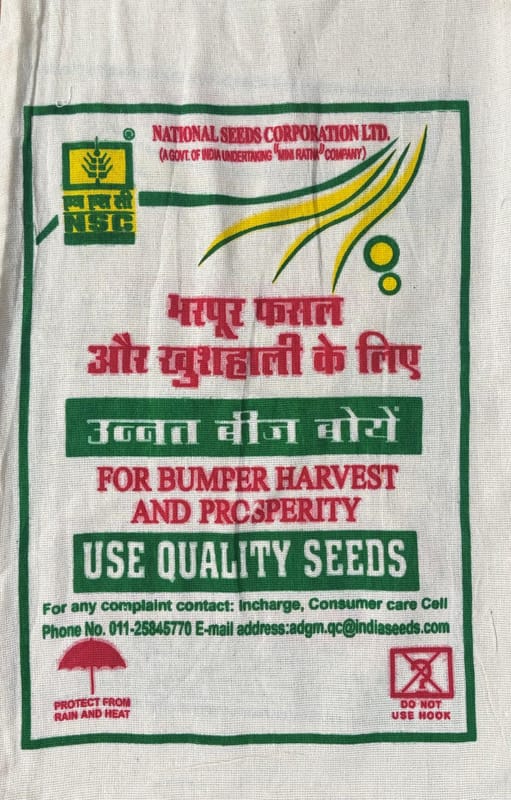 ®
NATIONAL SEEDS CORPORATION LTD.
(A GOVT. OF INDIA UNDERTAKING "MINI RATNA" COMPANY)
एन एस सी
NSC
भरपूर फसल
और खुशहाली के लिए
उन्नत बीज बोयें
FOR BUMPER HARVEST
AND PROSPERITY
USE QUALITY SEEDS
For any complaint contact: Incharge, Consumer care Cell
Phone No. 011-25845770 E-mail address:adgm.qc@indiaseeds.com
PROTECT FROM
RAIN AND HEAT
DO NOT
USE HOOK